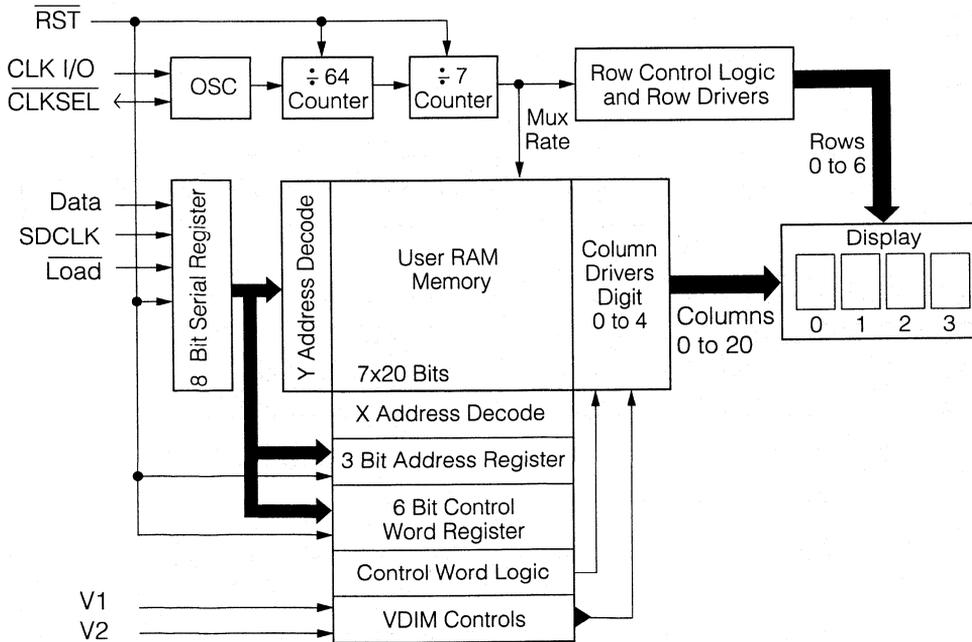 RST
CLK I/O
CLKSEL
OSC
÷ 64
Counter
÷ 7
Counter
Mux
Rate
Row Control Logic
and Row Drivers
Rows
0 to 6
Data
SDCLK
Load
8 Bit Serial Register
Y Address Decode
User RAM
Memory
7x20 Bits
Column
Drivers
Digit
0 to 4
Columns
0 to 20
Display
0 1 2 3
X Address Decode
3 Bit Address Register
6 Bit Control
Word Register
Control Word Logic
VDIM Controls
V1
V2